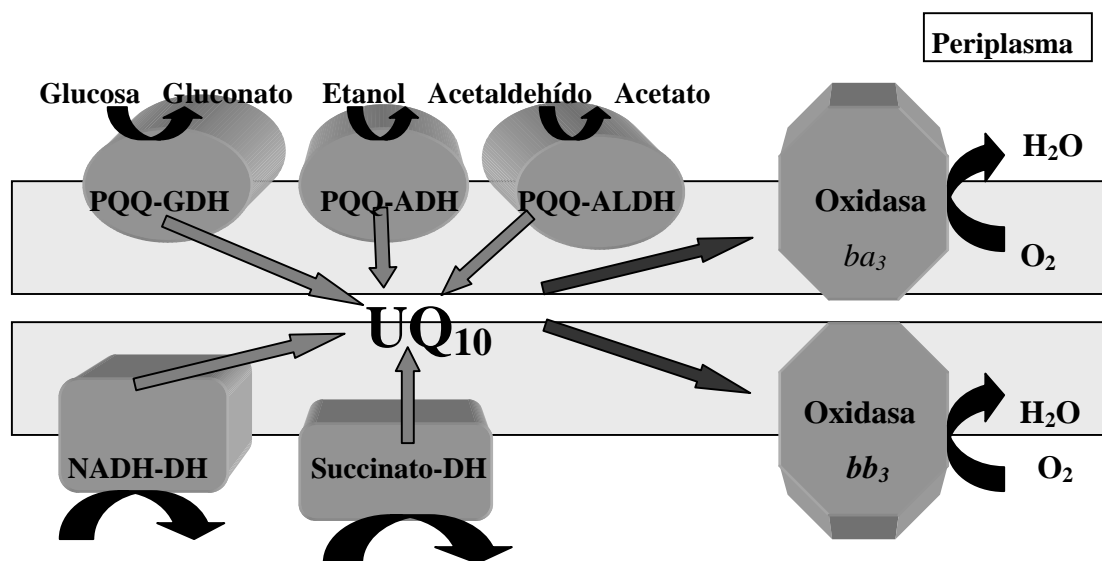 Periplasma
Glucosa Gluconato Etanol Acetaldehído Acetato
PQQ-GDH PQQ-ADH PQQ-ALDH
Oxidasa
ba₃
H₂O
O₂
UQ₁₀
NADH-DH
Succinato-DH
Oxidasa
bb₃
H₂O
O₂